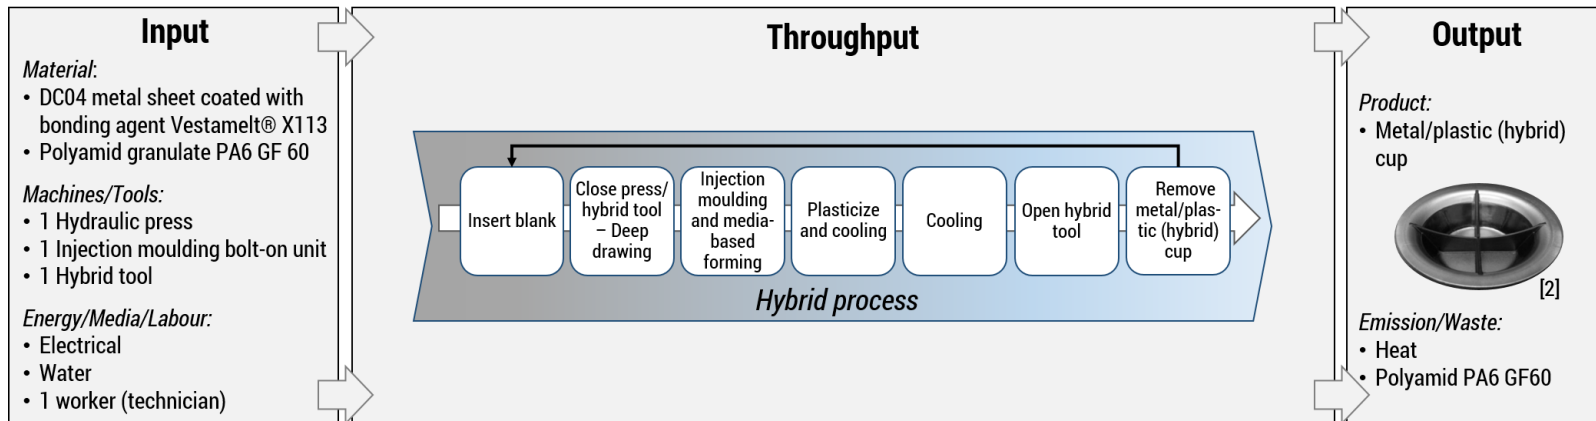 Input
Material:
• DC04 metal sheet coated with
bonding agent Vestamelt® X113
• Polyamid granulate PA6 GF 60
Machines/Tools:
• 1 Hydraulic press
• 1 Injection moulding bolt-on unit
• 1 Hybrid tool
Energy/Media/Labour:
• Electrical
• Water
• 1 worker (technician)
Throughput
Insert blank
Close press/
hybrid tool
– Deep
drawing
Injection
moulding
and media-
based
forming
Plasticize
and cooling
Cooling
Open hybrid
tool
Remove
metal/plas-
tic (hybrid)
cup
Hybrid process
Output
Product:
• Metal/plastic (hybrid)
cup
[2]
Emission/Waste:
• Heat
• Polyamid PA6 GF60